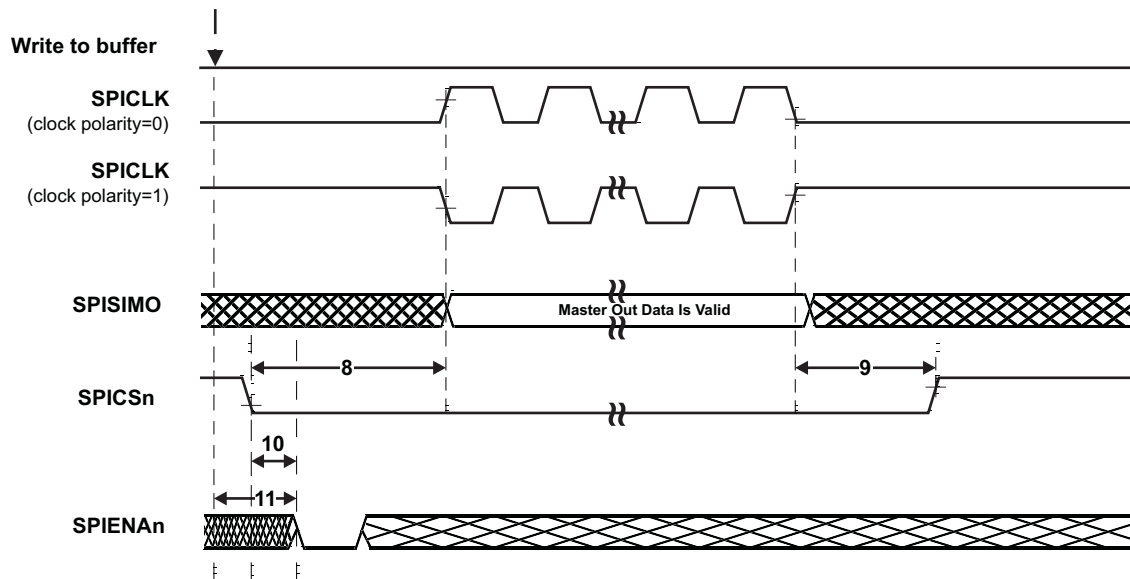 Write to buffer
SPICLK
(clock polarity=0)
SPICLK
(clock polarity=1)
SPISIMO
Master Out Data Is Valid
8
9
SPICSn
10
11
SPIENAn